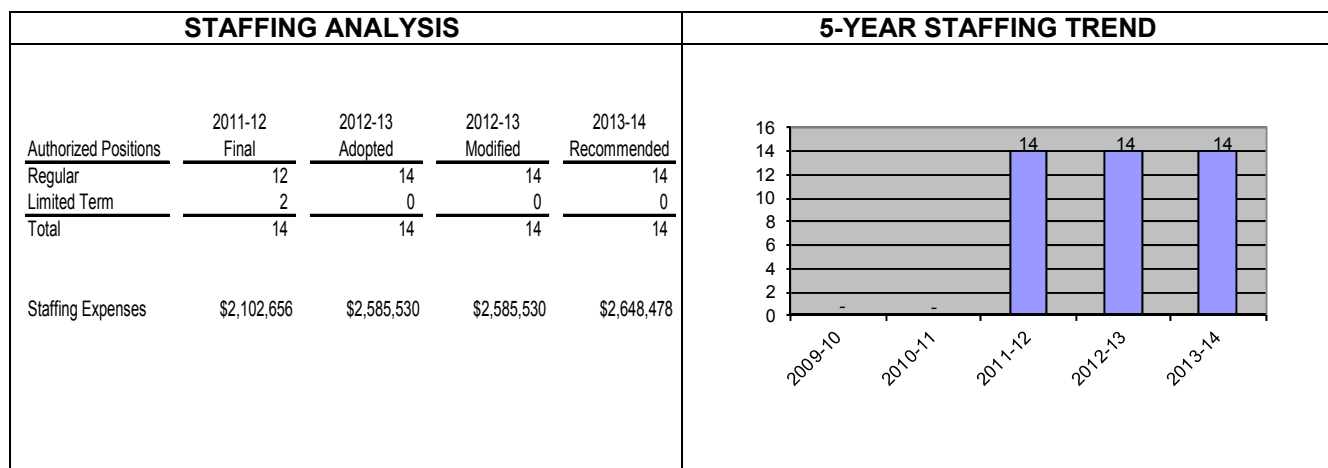 STAFFING ANALYSIS
2011-12 2012-13 2012-13 2013-14
Authorized Positions Final Adopted Modified Recommended
Regular 12 14 14 14
Limited Term 2 0 0 0
Total 14 14 14 14
Staffing Expenses $2,102,656 $2,585,530 $2,585,530 $2,648,478
5-YEAR STAFFING TREND
16
14
12
10
8
6
4
2
0
- - 14 14 14
2009-10 2010-11 2011-12 2012-13 2013-14